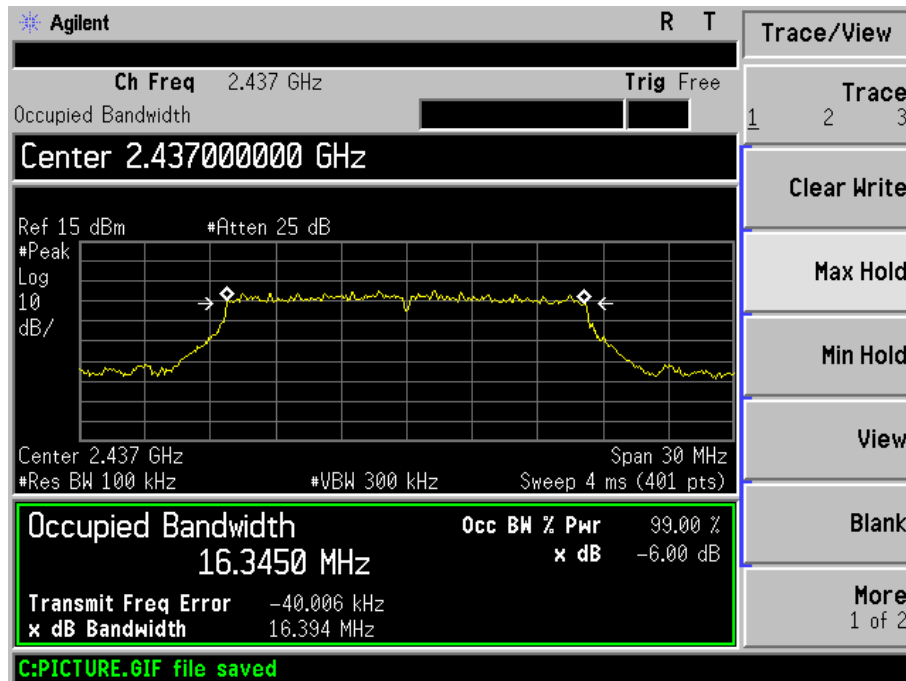 Agilent R T
Ch Freq 2.437 GHz Trig Free
Occupied Bandwidth
Center 2.437000000 GHz
Ref 15 dBm #Atten 25 dB
#Peak
Log
10
dB/
Center 2.437 GHz Span 30 MHz
#Res BW 100 kHz #VBW 300 kHz Sweep 4 ms (401 pts)
Occupied Bandwidth Occ BW % Pwr 99.00 %
16.3450 MHz x dB -6.00 dB
Transmit Freq Error -40.006 kHz
x dB Bandwidth 16.394 MHz
C:PICTURE.GIF file saved
Trace/View
Trace
1 2 3
Clear Write
Max Hold
Min Hold
View
Blank
More
1 of 2